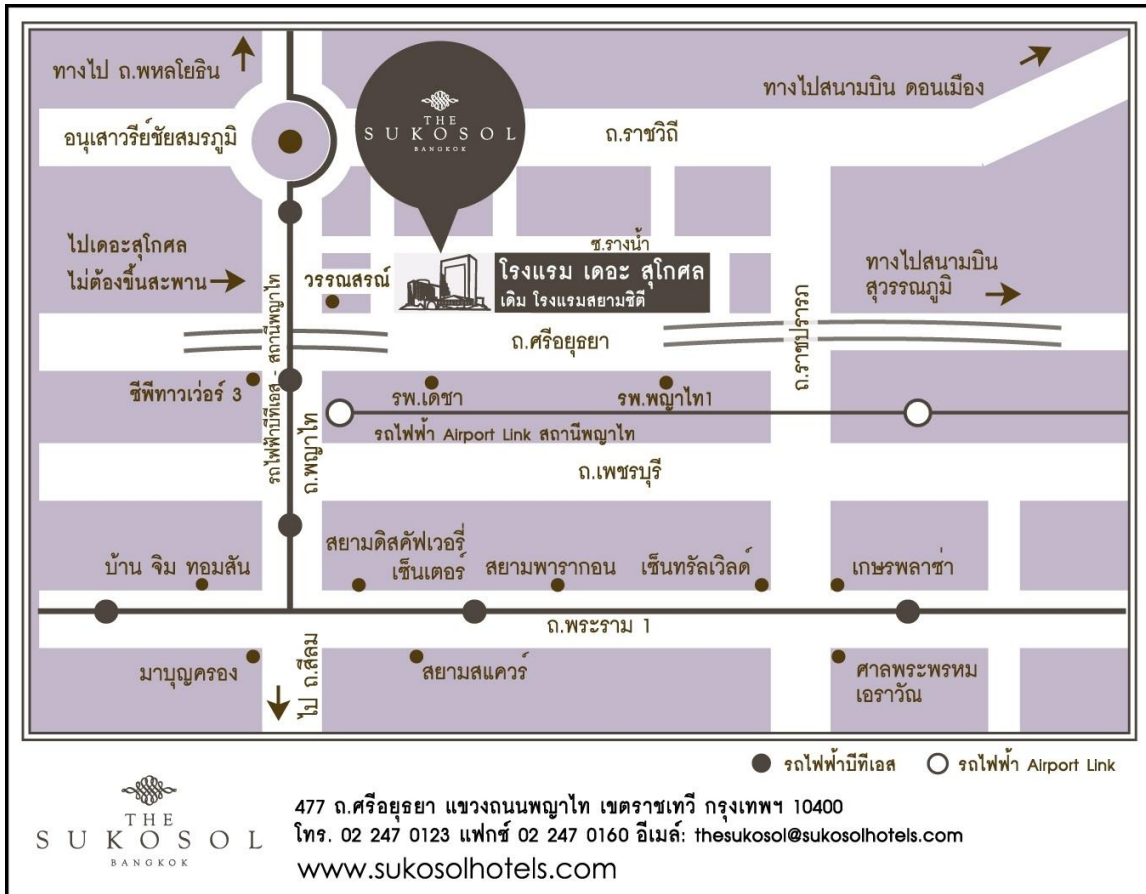 ทางไป ถ.พหลโยธิน
ทางไปสนามบิน ดอนเมือง
THE
SUKOSOL
BANGKOK
อนุเสาวรีย์ชัยสมรภูมิ
ถ.ราชวิถี
ไปเดอะสุโกศล
ไม่ต้องขึ้นสะพาน
ซ.รางน้ำ
วรรณสรณ์
โรงแรม เดอะ สุโกศล
เดิม โรงแรมสยามซิตี
ทางไปสนามบิน
สุวรรณภูมิ
รถไฟฟ้าบีทีเอส - สถานีพญาไท
ถ.ศรีอยุธยา
ถ.ราชปรารภ
ซีพีทาวเว่อร์ 3
รพ.เดชา
รพ.พญาไท1
ถ.พญาไท
รถไฟฟ้า Airport Link สถานีพญาไท
ถ.เพชรบุรี
บ้าน จิม ทอมสัน
สยามดิสคัฟเวอรี่
เซ็นเตอร์
สยามพารากอน
เซ็นทรัลเวิลด์
เกษรพลาซ่า
ถ.พระราม 1
มาบุญครอง
ไป ถ.สีลม
สยามสแควร์
ศาลพระพรหม
เอราวัณ
รถไฟฟ้าบีทีเอส
รถไฟฟ้า Airport Link
THE
SUKOSOL
BANGKOK
477 ถ.ศรีอยุธยา แขวงถนนพญาไท เขตราชเทวี กรุงเทพฯ 10400
โทร. 02 247 0123 แฟกซ์ 02 247 0160 อีเมล์: thesukosol@sukosolhotels.com
www.sukosolhotels.com